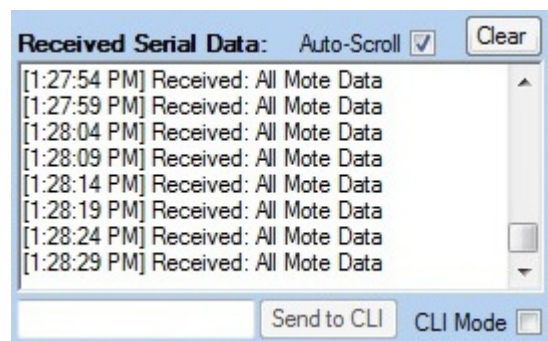 Received Serial Data: Auto-Scroll Clear
[1:27:54 PM] Received: All Mote Data
[1:27:59 PM] Received: All Mote Data
[1:28:04 PM] Received: All Mote Data
[1:28:09 PM] Received: All Mote Data
[1:28:14 PM] Received: All Mote Data
[1:28:19 PM] Received: All Mote Data
[1:28:24 PM] Received: All Mote Data
[1:28:29 PM] Received: All Mote Data
Send to CLI CLI Mode